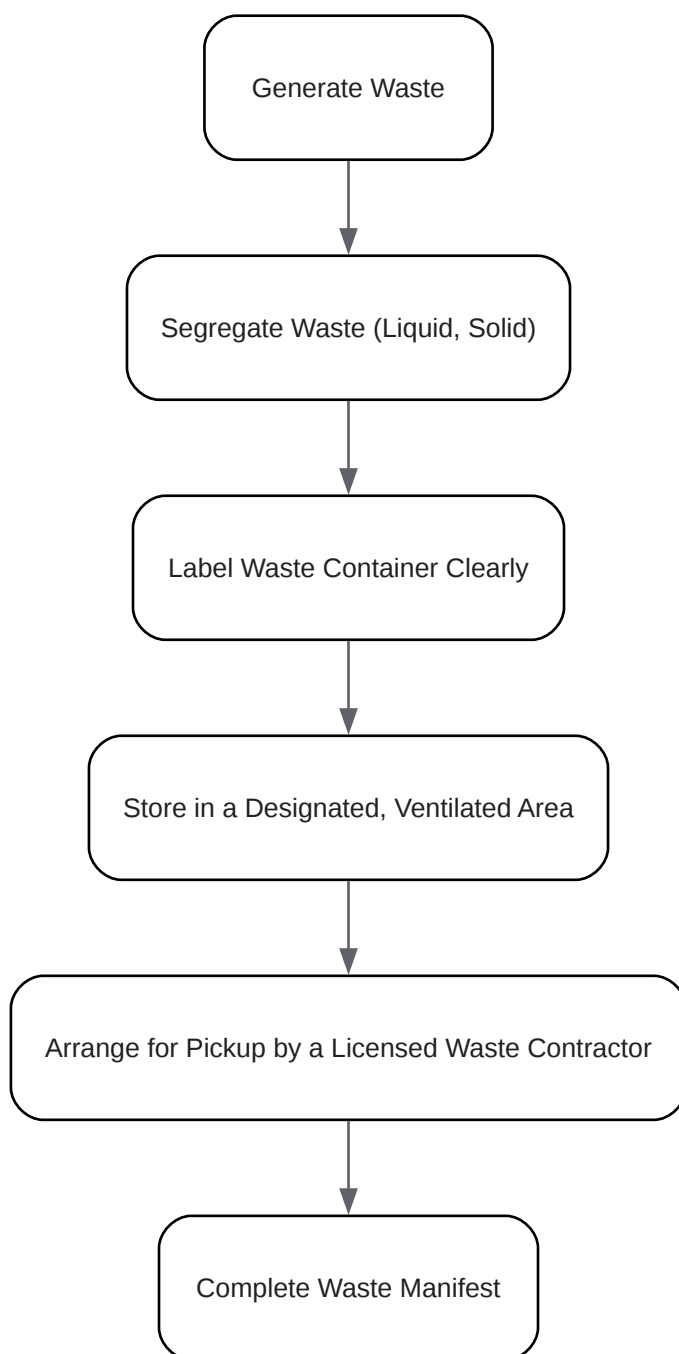 Generate Waste
Segregate Waste (Liquid, Solid)
Label Waste Container Clearly
Store in a Designated, Ventilated Area
Arrange for Pickup by a Licensed Waste Contractor
Complete Waste Manifest